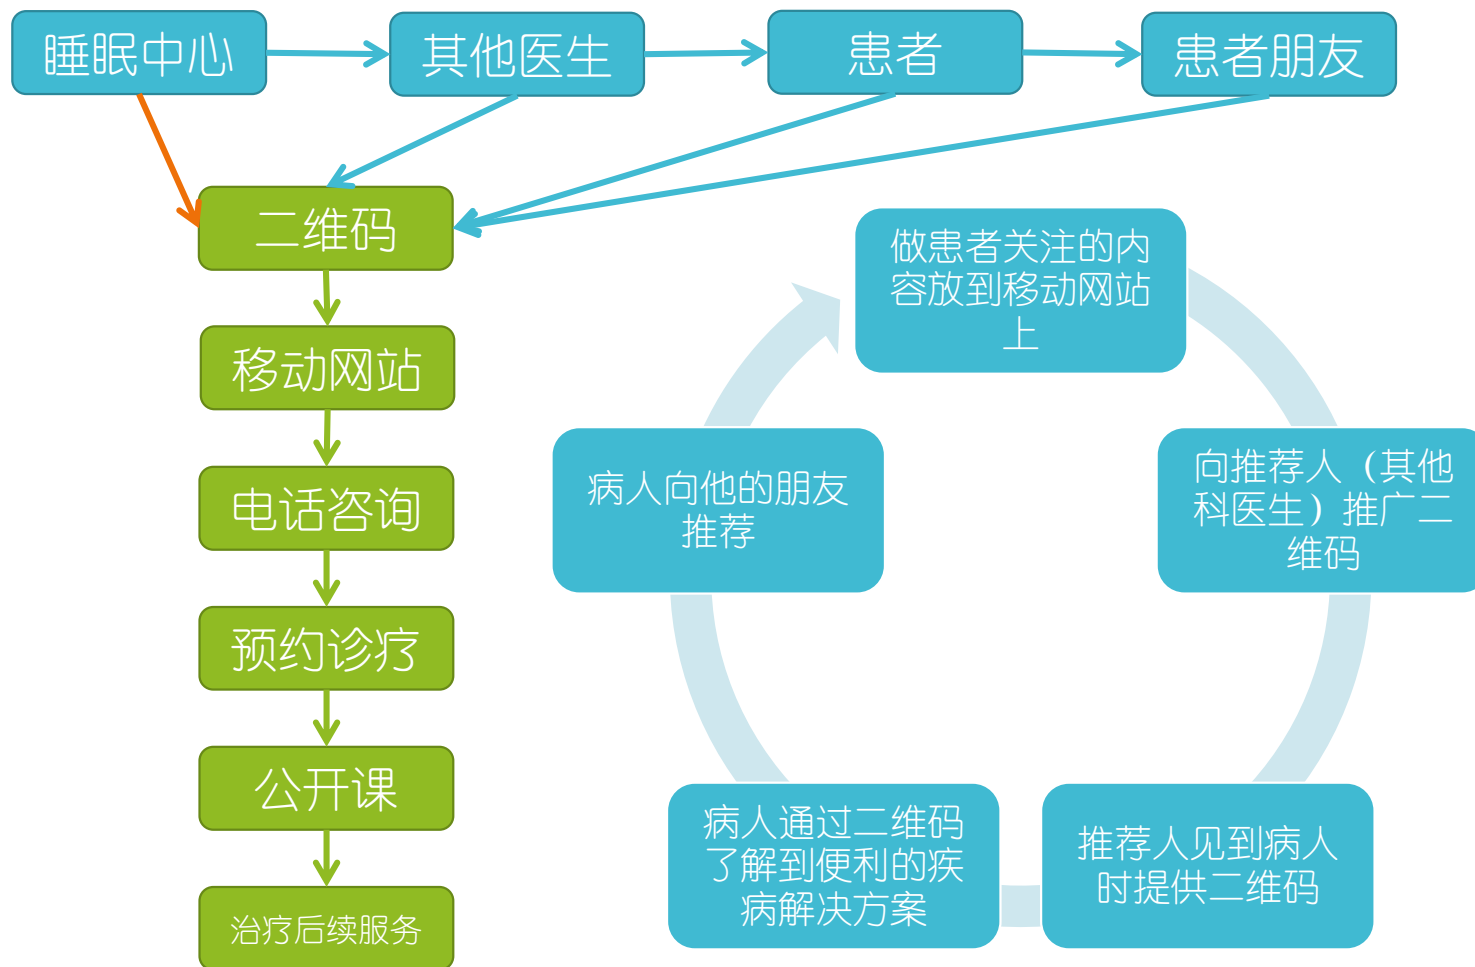 睡眠中心
其他医生
患者
患者朋友
二维码
移动网站
电话咨询
预约诊疗
公开课
治疗后续服务
做患者关注的内
容放到移动网站
上
向推荐人（其他
科医生）推广二
维码
推荐人见到病人
时提供二维码
病人通过二维码
了解到便利的疾
病解决方案
病人向他的朋友
推荐